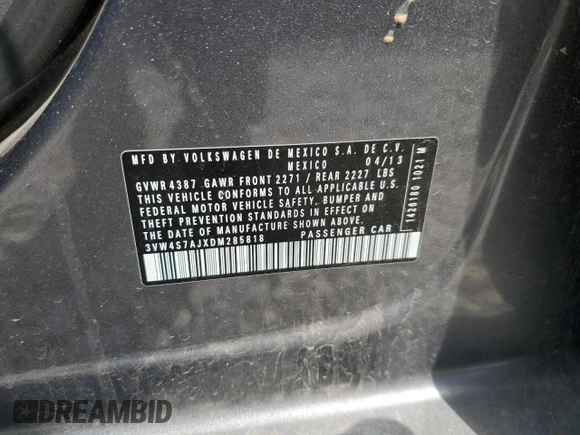 MFD BY VOLKSWAGEN DE MEXICO S.A. DE C.V.
MEXICO 04/13
GVWR 4387 GAWR FRONT 2271 / REAR 2227 LBS
THIS VEHICLE CONFORMS TO ALL APPLICABLE U.S.
FEDERAL MOTOR VEHICLE SAFETY, BUMPER AND
THEFT PREVENTION STANDARDS IN EFFECT ON
THE DATE OF MANUFACTURE SHOWN ABOVE.
3VW4S7AJXDM285818 PASSENGER CAR
1420180 1021 M
DREAMBID